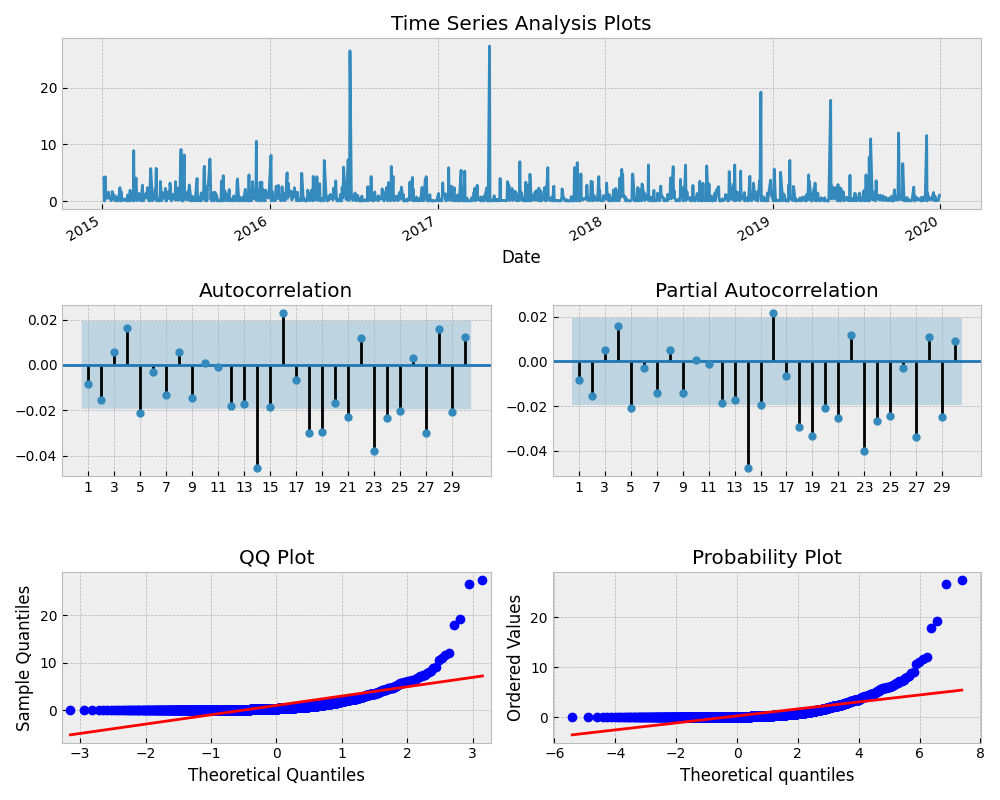 Time Series Analysis Plots
20
10
0
2015 2016 2017 2018 2019 2020
Date
Autocorrelation
0.02
0.00
−0.02
−0.04
1 3 5 7 9 11 13 15 17 19 21 23 25 27 29
Partial Autocorrelation
0.02
0.00
−0.02
−0.04
1 3 5 7 9 11 13 15 17 19 21 23 25 27 29
QQ Plot
Sample Quantiles
20
10
0
−3 −2 −1 0 1 2 3
Theoretical Quantiles
Probability Plot
Ordered Values
20
10
0
−6 −4 −2 0 2 4 6 8
Theoretical quantiles